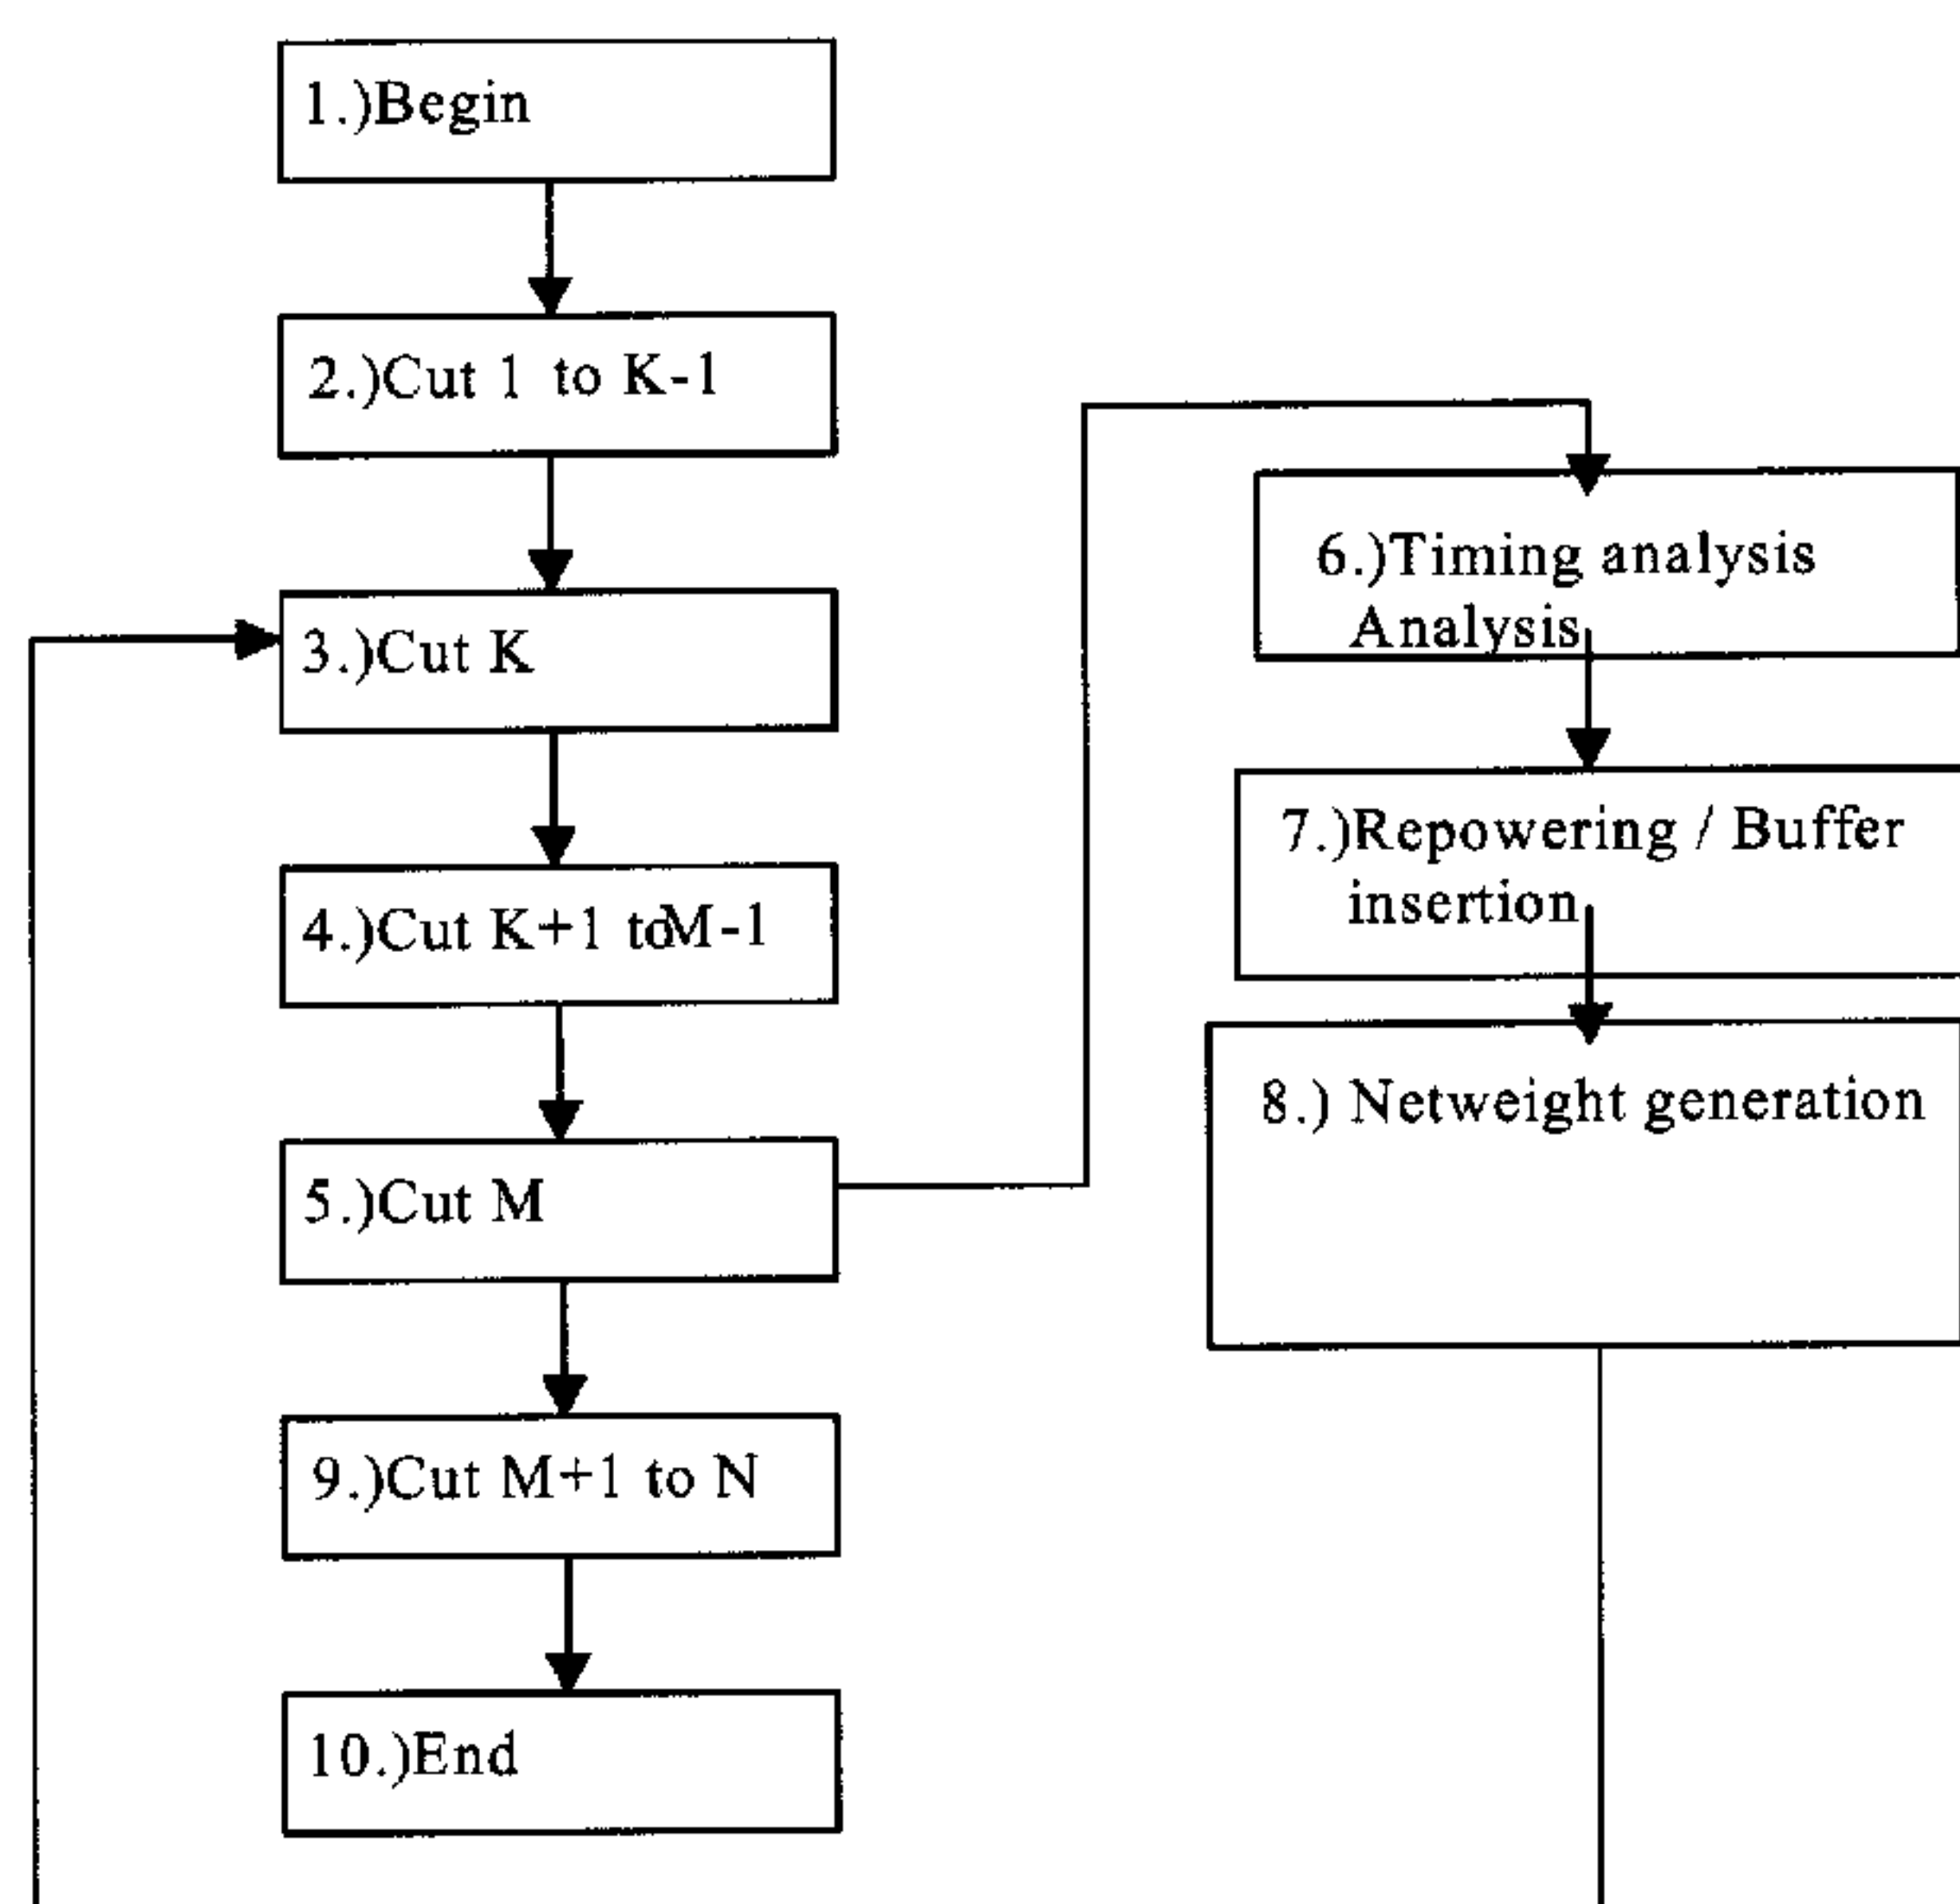 1.)Begin
2.)Cut 1 to K-1
3.)Cut K
4.)Cut K+1 to M-1
5.)Cut M
6.)Timing analysis
Analysis
7.)Repowering / Buffer
insertion
8.) Netweight generation
9.)Cut M+1 to N
10.)End